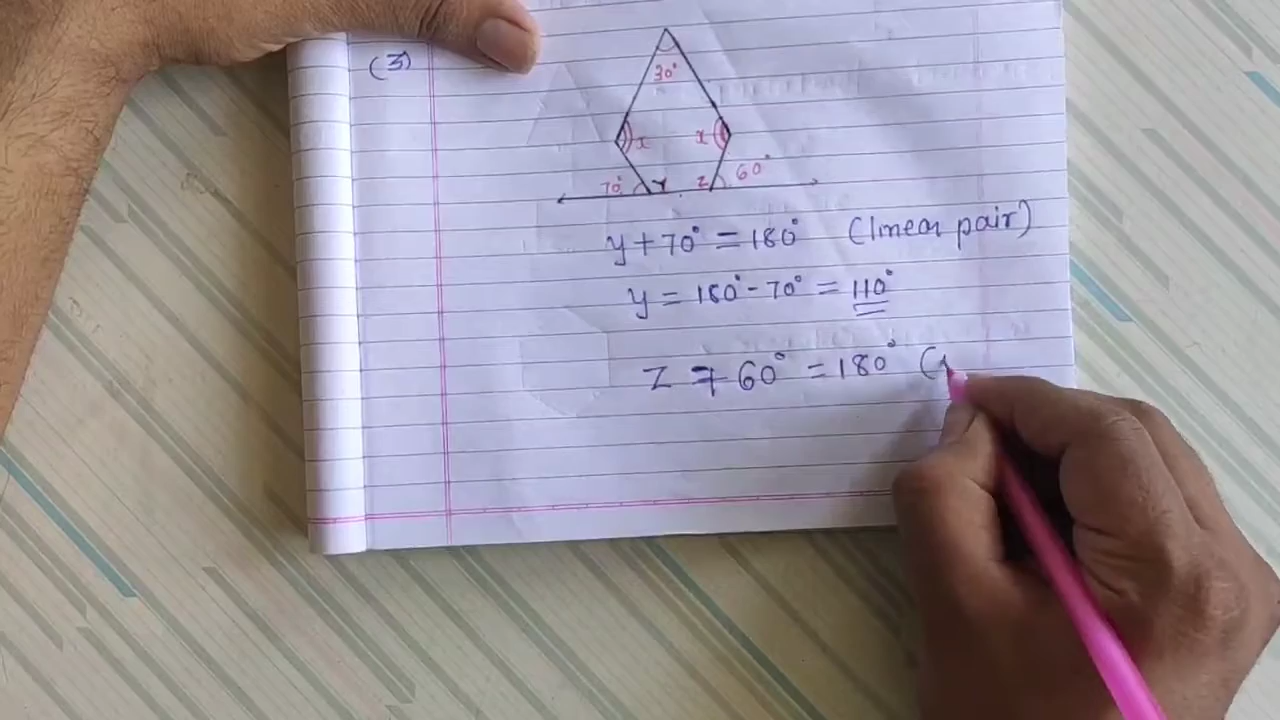 (3)
30°
x x
70° Y Z 60°
y + 70° = 180° (linear pair)
y = 180° - 70° = 110°
Z + 60° = 180° (